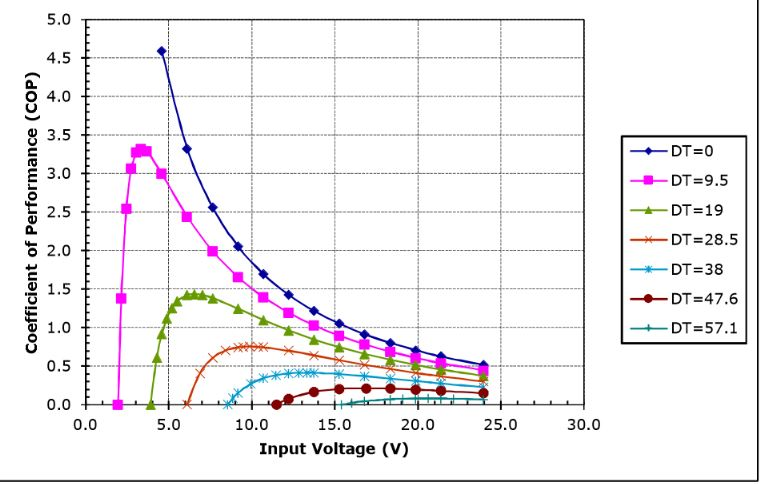 5.0
4.5
4.0
3.5
3.0
2.5
2.0
1.5
1.0
0.5
0.0
Coefficient of Performance (COP)
0.0 5.0 10.0 15.0 20.0 25.0 30.0
Input Voltage (V)
DT=0
DT=9.5
DT=19
DT=28.5
DT=38
DT=47.6
DT=57.1